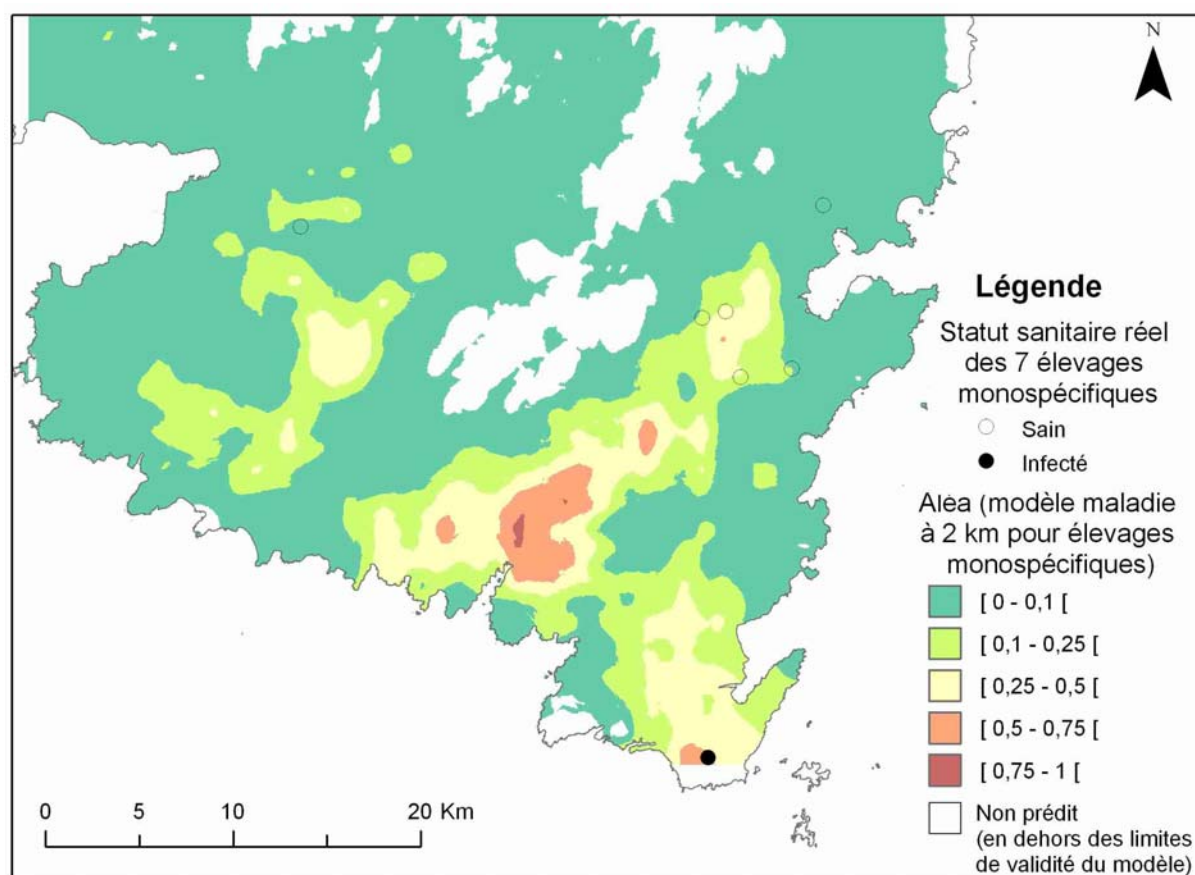 N
Légende
Statut sanitaire réel
des 7 élevages
monospécifiques
Sain
Infecté
Aléa (modèle maladie
à 2 km pour élevages
monospécifiques)
[ 0 - 0,1 [
[ 0,1 - 0,25 [
[ 0,25 - 0,5 [
[ 0,5 - 0,75 [
[ 0,75 - 1 [
Non prédit
(en dehors des limites
de validité du modèle)
0 5 10 20 Km